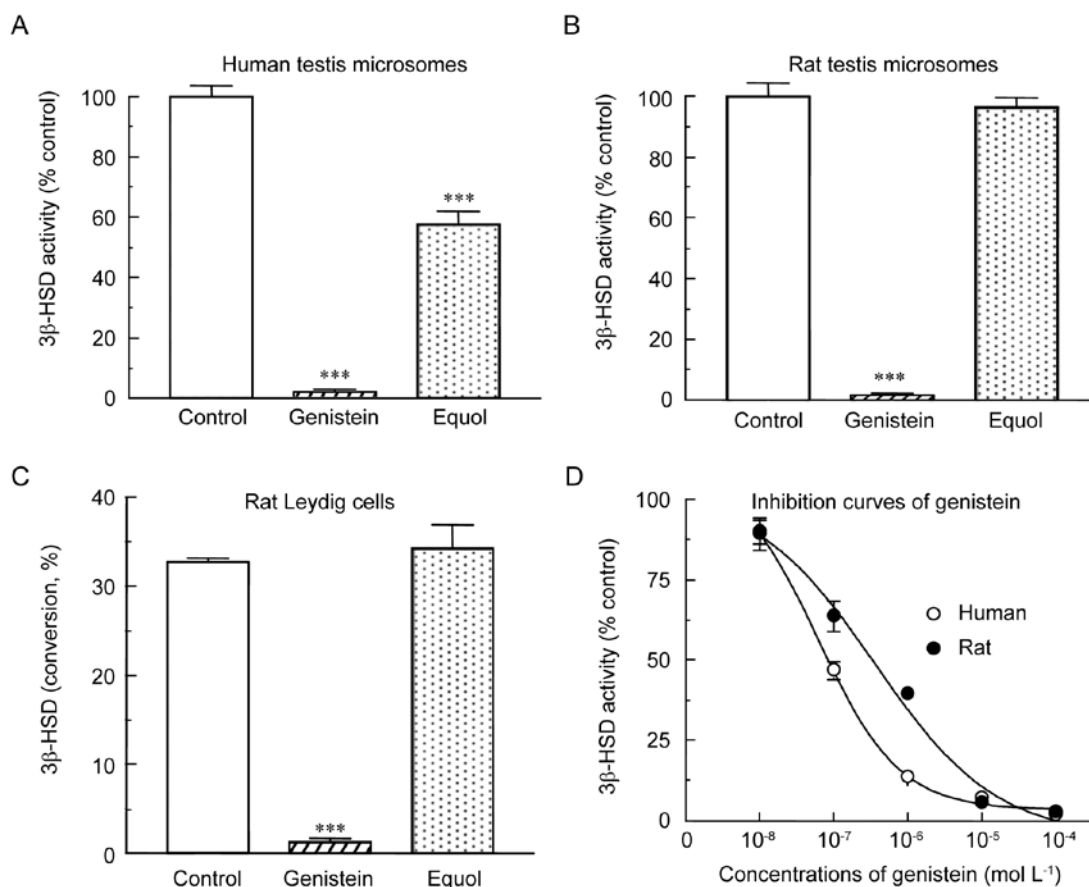 A
Human testis microsomes
3β-HSD activity (% control)
100
80
60
40
20
0
***
***
Control Genistein Equol
B
Rat testis microsomes
3β-HSD activity (% control)
100
80
60
40
20
0
***
Control Genistein Equol
C
Rat Leydig cells
3β-HSD (conversion, %)
40
30
20
10
0
***
Control Genistein Equol
D
Inhibition curves of genistein
3β-HSD activity (% control)
100
75
50
25
0
Human
Rat
0 10⁻⁸ 10⁻⁷ 10⁻⁶ 10⁻⁵ 10⁻⁴
Concentrations of genistein (mol L⁻¹)